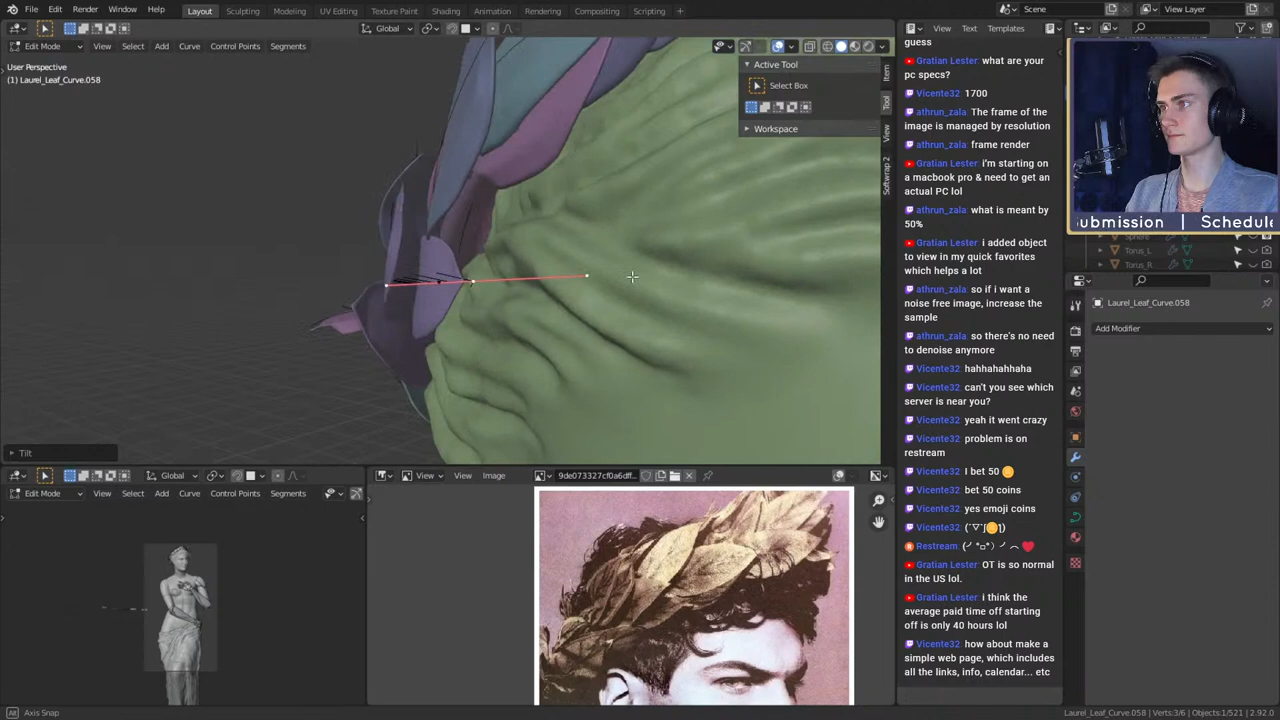 File Edit Render Window Help
Layout Sculpting Modeling UV Editing Texture Paint Shading Animation Rendering Compositing Scripting +
Scene
View Layer
Global
View Text Templates
Edit Mode View Select Add Curve Control Points Segments
User Perspective
(1) Laurel_Leaf_Curve.058
Active Tool
Select Box
Workspace
Item
Tool
View
Softwrap 2
guess
Gratian Lester: what are your
pc specs?
Vicente32: 1700
athrun_zala: The frame of the
image is managed by resolution
athrun_zala: frame render
Gratian Lester: i'm starting on
a macbook pro & need to get an
actual PC lol
athrun_zala: what is meant by
50%
Gratian Lester: i added object
to view in my quick favorites
which helps a lot
athrun_zala: so if i want a
noise free image, increase the
sample
athrun_zala: so there's no need
to denoise anymore
Vicente32: hahhahahhaha
Vicente32: can't you see which
server is near you?
Vicente32: yeah it went crazy
Vicente32: problem is on
restream
Vicente32: I bet 50
Vicente32: bet 50 coins
Vicente32: yes emoji coins
Gratian Lester: OT is so normal
in the US lol.
Gratian Lester: i think the
average paid time off starting
off is only 40 hours lol
Vicente32: how about make a
simple web page, which includes
all the links, info, calendar... etc
ubmission | Schedule
Torus_L
Torus_R
Laurel_Leaf_Curve.058
Add Modifier
Tilt
Global
Edit Mode View Select Add Curve Control Points Segments
View View Image 9de073327cf0a6dff...
Axis Snap
Laurel_Leaf_Curve.058 | Verts:3/6 | Objects:1/521 | 2.92.0